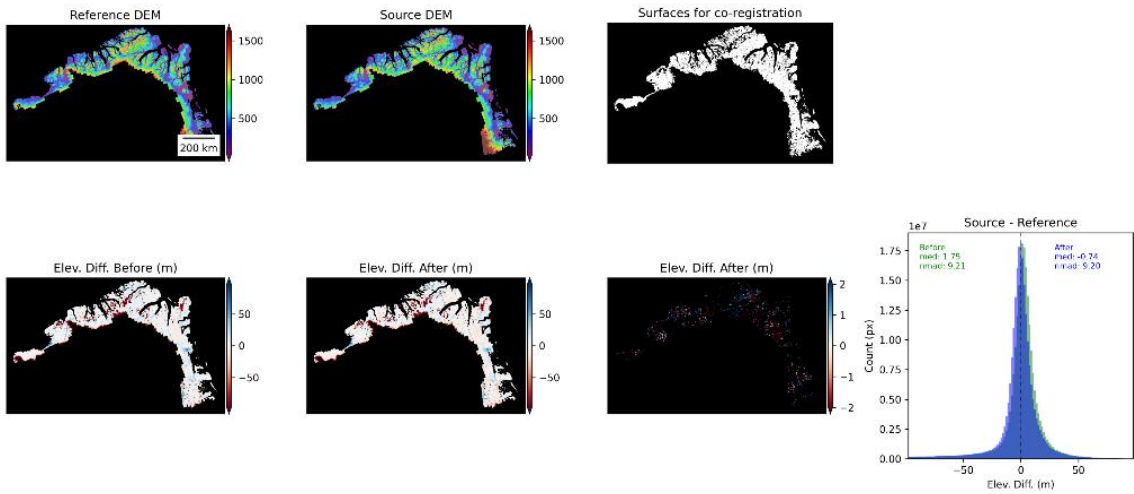 Reference DEM
1500
1000
500
200 km
Source DEM
1500
1000
500
Surfaces for co-registration
Elev. Diff. Before (m)
50
0
−50
Elev. Diff. After (m)
50
0
−50
Elev. Diff. After (m)
2
1
0
−1
−2
Source - Reference
1e7
Before
med: 1.75
nmad: 9.21
After
med: -0.74
nmad: 9.20
Count (px)
1.75
1.50
1.25
1.00
0.75
0.50
0.25
0.00
−50
0
50
Elev. Diff. (m)